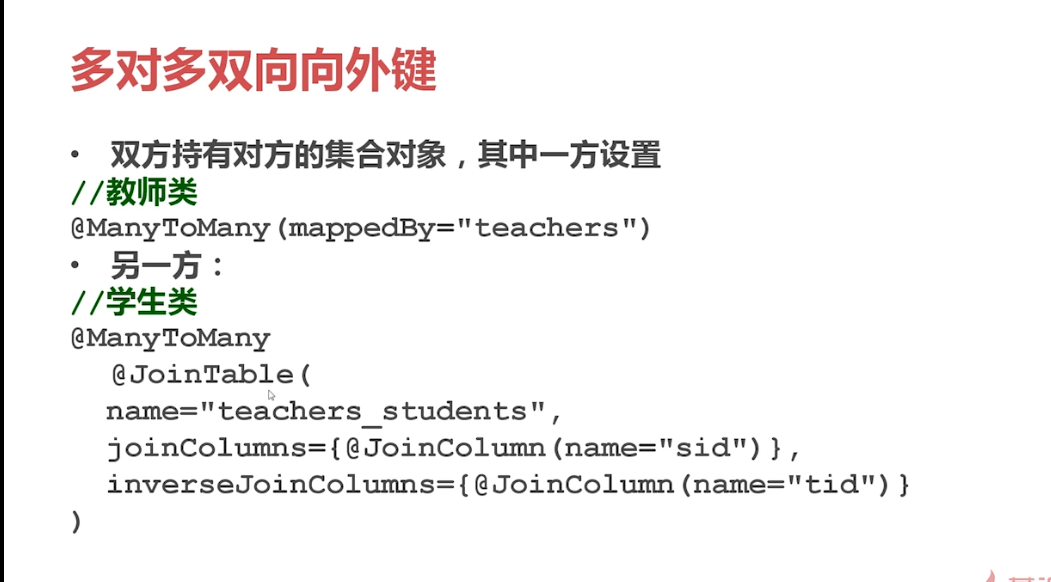 多对多双向向外键
• 双方持有对方的集合对象，其中一方设置
//教师类
@ManyToMany(mappedBy="teachers")
• 另一方：
//学生类
@ManyToMany
@JoinTable(
name="teachers_students",
joinColumns={@JoinColumn(name="sid")},
inverseJoinColumns={@JoinColumn(name="tid")}
)